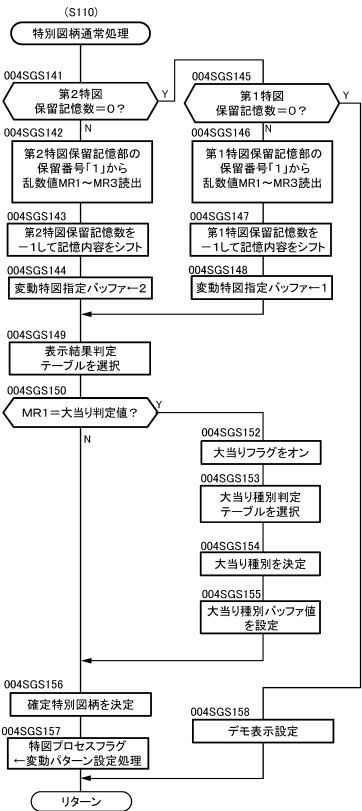 (S110)
特別図柄通常処理
004SGS141
第2特図
保留記憶数=0?
Y
N
004SGS142
第2特図保留記憶部の
保留番号「1」から
乱数値MR1～MR3読出
004SGS143
第2特図保留記憶数を
－1して記憶内容をシフト
004SGS144
変動特図指定バッファ←2
004SGS145
第1特図
保留記憶数=0?
Y
N
004SGS146
第1特図保留記憶部の
保留番号「1」から
乱数値MR1～MR3読出
004SGS147
第1特図保留記憶数を
－1して記憶内容をシフト
004SGS148
変動特図指定バッファ←1
004SGS149
表示結果判定
テーブルを選択
004SGS150
MR1=大当り判定値?
Y
N
004SGS152
大当りフラグをオン
004SGS153
大当り種別判定
テーブルを選択
004SGS154
大当り種別を決定
004SGS155
大当り種別バッファ値
を設定
004SGS156
確定特別図柄を決定
004SGS157
特図プロセスフラグ
←変動パターン設定処理
004SGS158
デモ表示設定
リターン